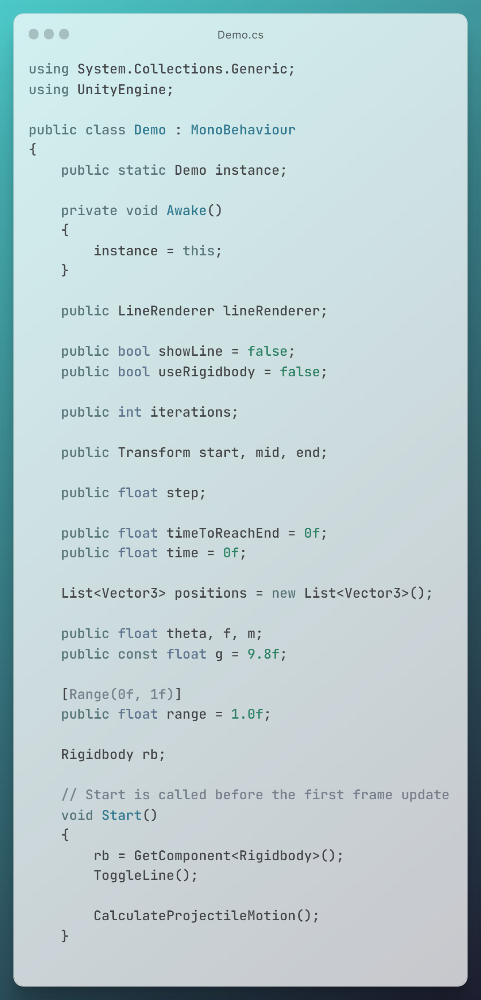 Demo.cs
using System.Collections.Generic;
using UnityEngine;
public class Demo : MonoBehaviour
{
    public static Demo instance;
    private void Awake()
    {
        instance = this;
    }
    public LineRenderer lineRenderer;
    public bool showLine = false;
    public bool useRigidbody = false;
    public int iterations;
    public Transform start, mid, end;
    public float step;
    public float timeToReachEnd = 0f;
    public float time = 0f;
    List<Vector3> positions = new List<Vector3>();
    public float theta, f, m;
    public const float g = 9.8f;
    [Range(0f, 1f)]
    public float range = 1.0f;
    Rigidbody rb;
    // Start is called before the first frame update
    void Start()
    {
        rb = GetComponent<Rigidbody>();
        ToggleLine();
        CalculateProjectileMotion();
    }